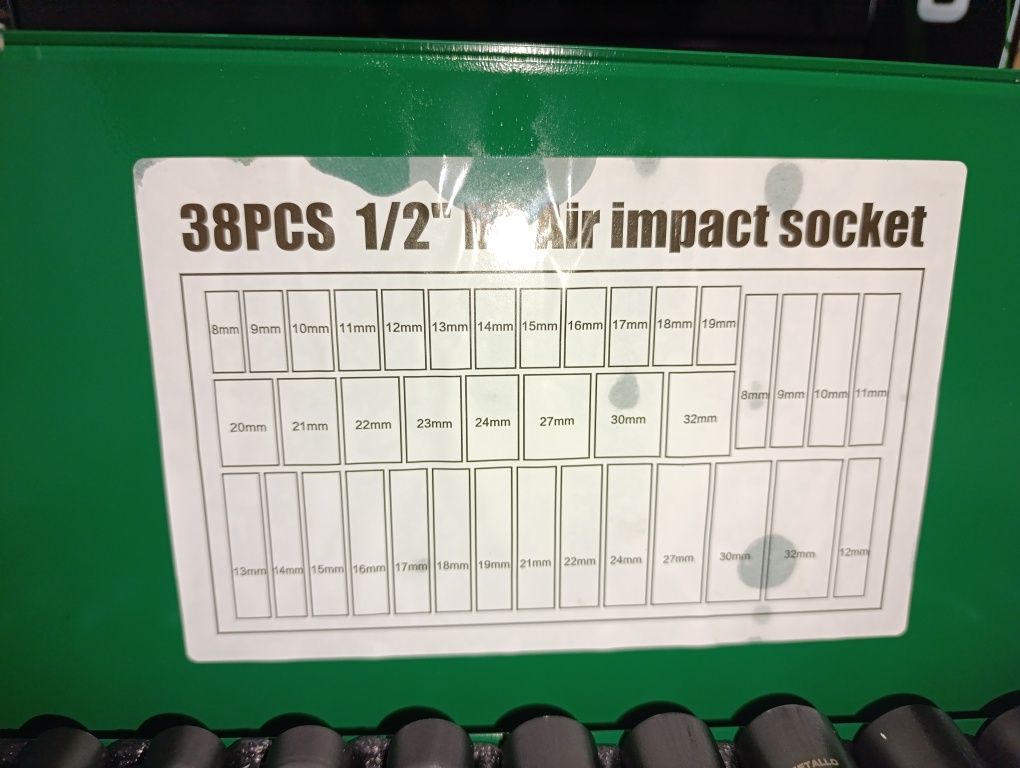 38PCS 1/2" Air impact socket
8mm 9mm 10mm 11mm 12mm 13mm 14mm 15mm 16mm 17mm 18mm 19mm
8mm 9mm 10mm 11mm
20mm 21mm 22mm 23mm 24mm 27mm 30mm 32mm
13mm 14mm 15mm 16mm 17mm 18mm 19mm 21mm 22mm 24mm 27mm 30mm 32mm 12mm